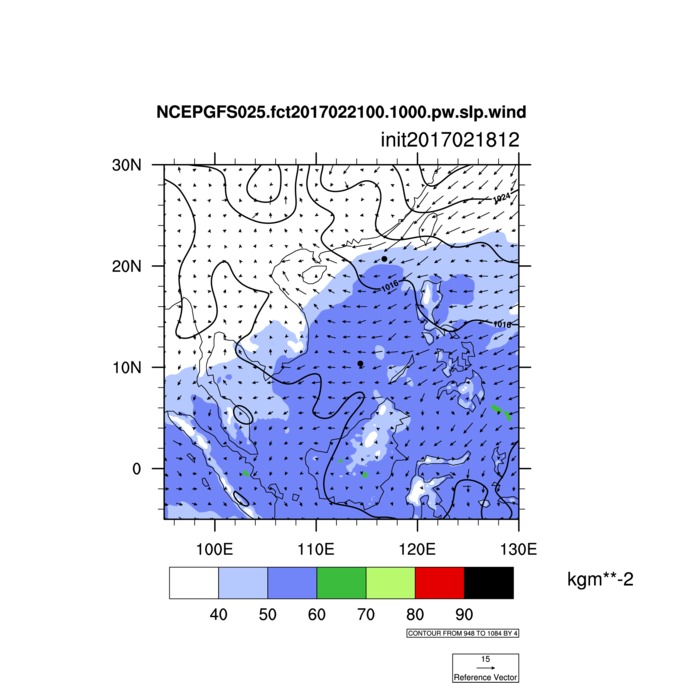 NCEPGFS025.fct2017022100.1000.pw.slp.wind
init2017021812
30N
1024
20N
1016
1016
10N
0
100E 110E 120E 130E
kgm**-2
40 50 60 70 80 90
CONTOUR FROM 948 TO 1084 BY 4
15
Reference Vector